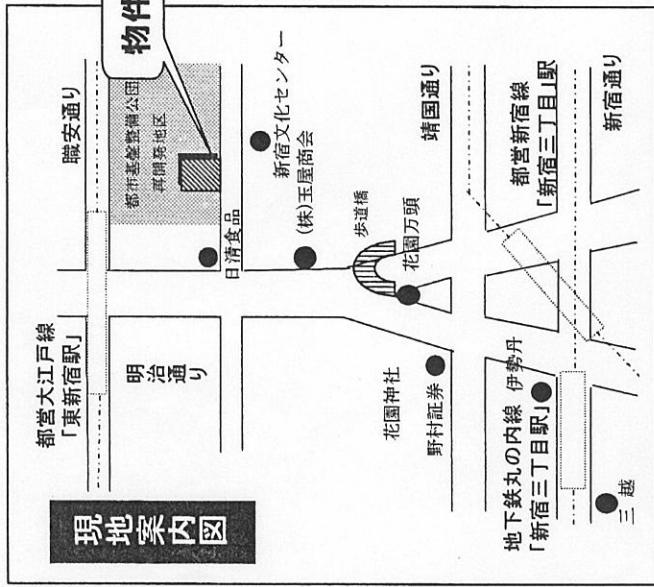 現地案内図
物件
職安通り
都市基盤整備公団
再開発地区
都営大江戸線
「東新宿駅」
明治通り
日清食品
新宿文化センター
(株)玉屋商会
歩道橋
花園万頭
花園神社
野村証券
靖国通り
都営新宿線
「新宿三丁目」駅
地下鉄丸の内線
「新宿三丁目駅」
伊勢丹
新宿通り
三越